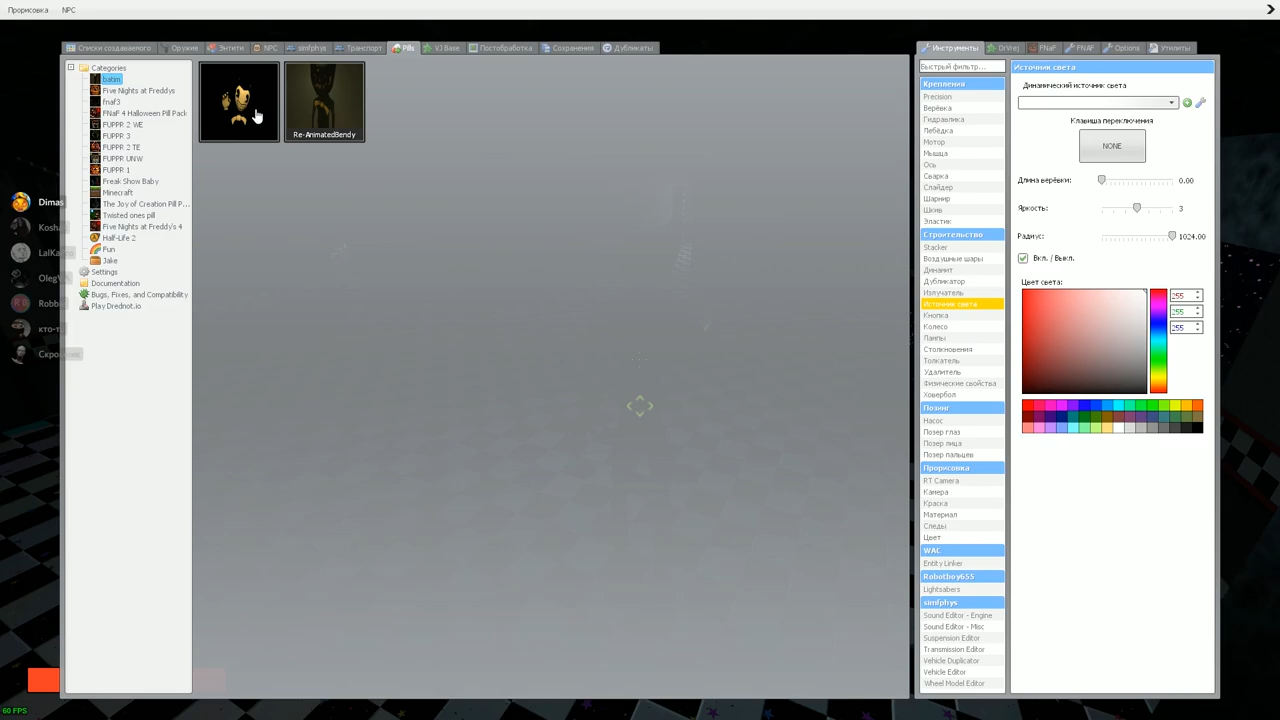 Прорисовка NPC
Списки создаваемого Оружие Энтити NPC simfphys Транспорт Pills VJ Base Постобработка Сохранения Дубликаты
Инструменты DrVrej FNaF FNAF Options Утилиты
Categories
batim
Five Nights at Freddys
fnaf3
FNaF 4 Halloween Pill Pack
FUPPR 2 WE
FUPPR 3
FUPPR 2 TE
FUPPR UNW
FUPPR 1
Freak Show Baby
Minecraft
The Joy of Creation Pill P...
Twisted ones pill
Five Nights at Freddy's 4
Half-Life 2
Fun
Jake
Settings
Documentation
Bugs, Fixes, and Compatibility
Play Drednot.io
Re-AnimatedBendy
Dimas
Kosh
LalKa
Oleg
Robb
кто-т
60 FPS
Быстрый фильтр...
Крепления
Precision
Верёвка
Гидравлика
Лебёдка
Мотор
Мышца
Ось
Сварка
Слайдер
Шарнир
Шкив
Эластик
Строительство
Stacker
Воздушные шары
Динамит
Дубликатор
Излучатель
Источник света
Кнопка
Колесо
Лампы
Столкновения
Толкатель
Удалитель
Физические свойства
Ховербол
Позинг
Насос
Позер глаз
Позер лица
Позер пальцев
Прорисовка
RT Camera
Камера
Краска
Материал
Следы
Цвет
WAC
Entity Linker
Robotboy655
Lightsabers
simfphys
Sound Editor - Engine
Sound Editor - Misc
Suspension Editor
Transmission Editor
Vehicle Duplicator
Vehicle Editor
Wheel Model Editor
Источник света
Динамический источник света
Клавиша переключения
NONE
Длина верёвки: 0.00
Яркость: 3
Радиус: 1024.00
Вкл. / Выкл.
Цвет света:
255
255
255